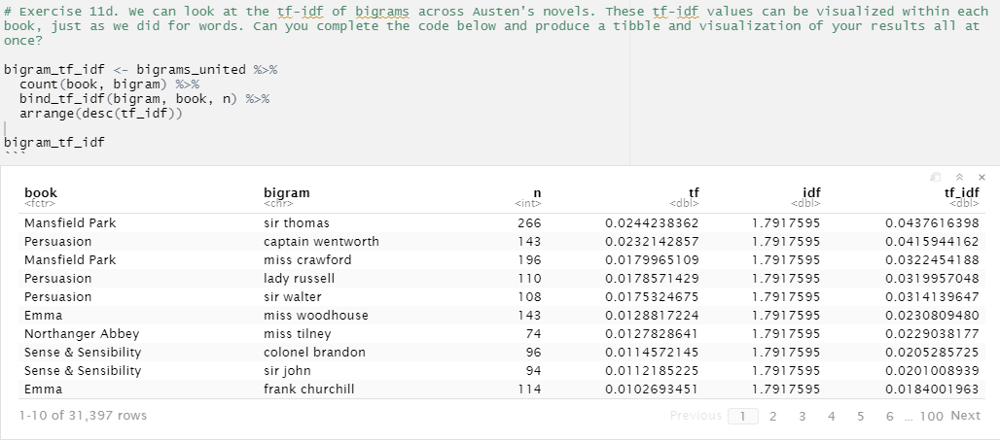 # Exercise 11d. We can look at the tf-idf of bigrams across Austen's novels. These tf-idf values can be visualized within each
book, just as we did for words. Can you complete the code below and produce a tibble and visualization of your results all at
once?
bigram_tf_idf <- bigrams_united %>%
  count(book, bigram) %>%
  bind_tf_idf(bigram, book, n) %>%
  arrange(desc(tf_idf))
bigram_tf_idf
```
book bigram n tf idf tf_idf
<fctr> <chr> <int> <dbl> <dbl> <dbl>
Mansfield Park sir thomas 266 0.0244238362 1.7917595 0.0437616398
Persuasion captain wentworth 143 0.0232142857 1.7917595 0.0415944162
Mansfield Park miss crawford 196 0.0179965109 1.7917595 0.0322454188
Persuasion lady russell 110 0.0178571429 1.7917595 0.0319957048
Persuasion sir walter 108 0.0175324675 1.7917595 0.0314139647
Emma miss woodhouse 143 0.0128817224 1.7917595 0.0230809480
Northanger Abbey miss tilney 74 0.0127828641 1.7917595 0.0229038177
Sense & Sensibility colonel brandon 96 0.0114572145 1.7917595 0.0205285725
Sense & Sensibility sir john 94 0.0112185225 1.7917595 0.0201008939
Emma frank churchill 114 0.0102693451 1.7917595 0.0184001963
1-10 of 31,397 rows Previous 1 2 3 4 5 6 ... 100 Next